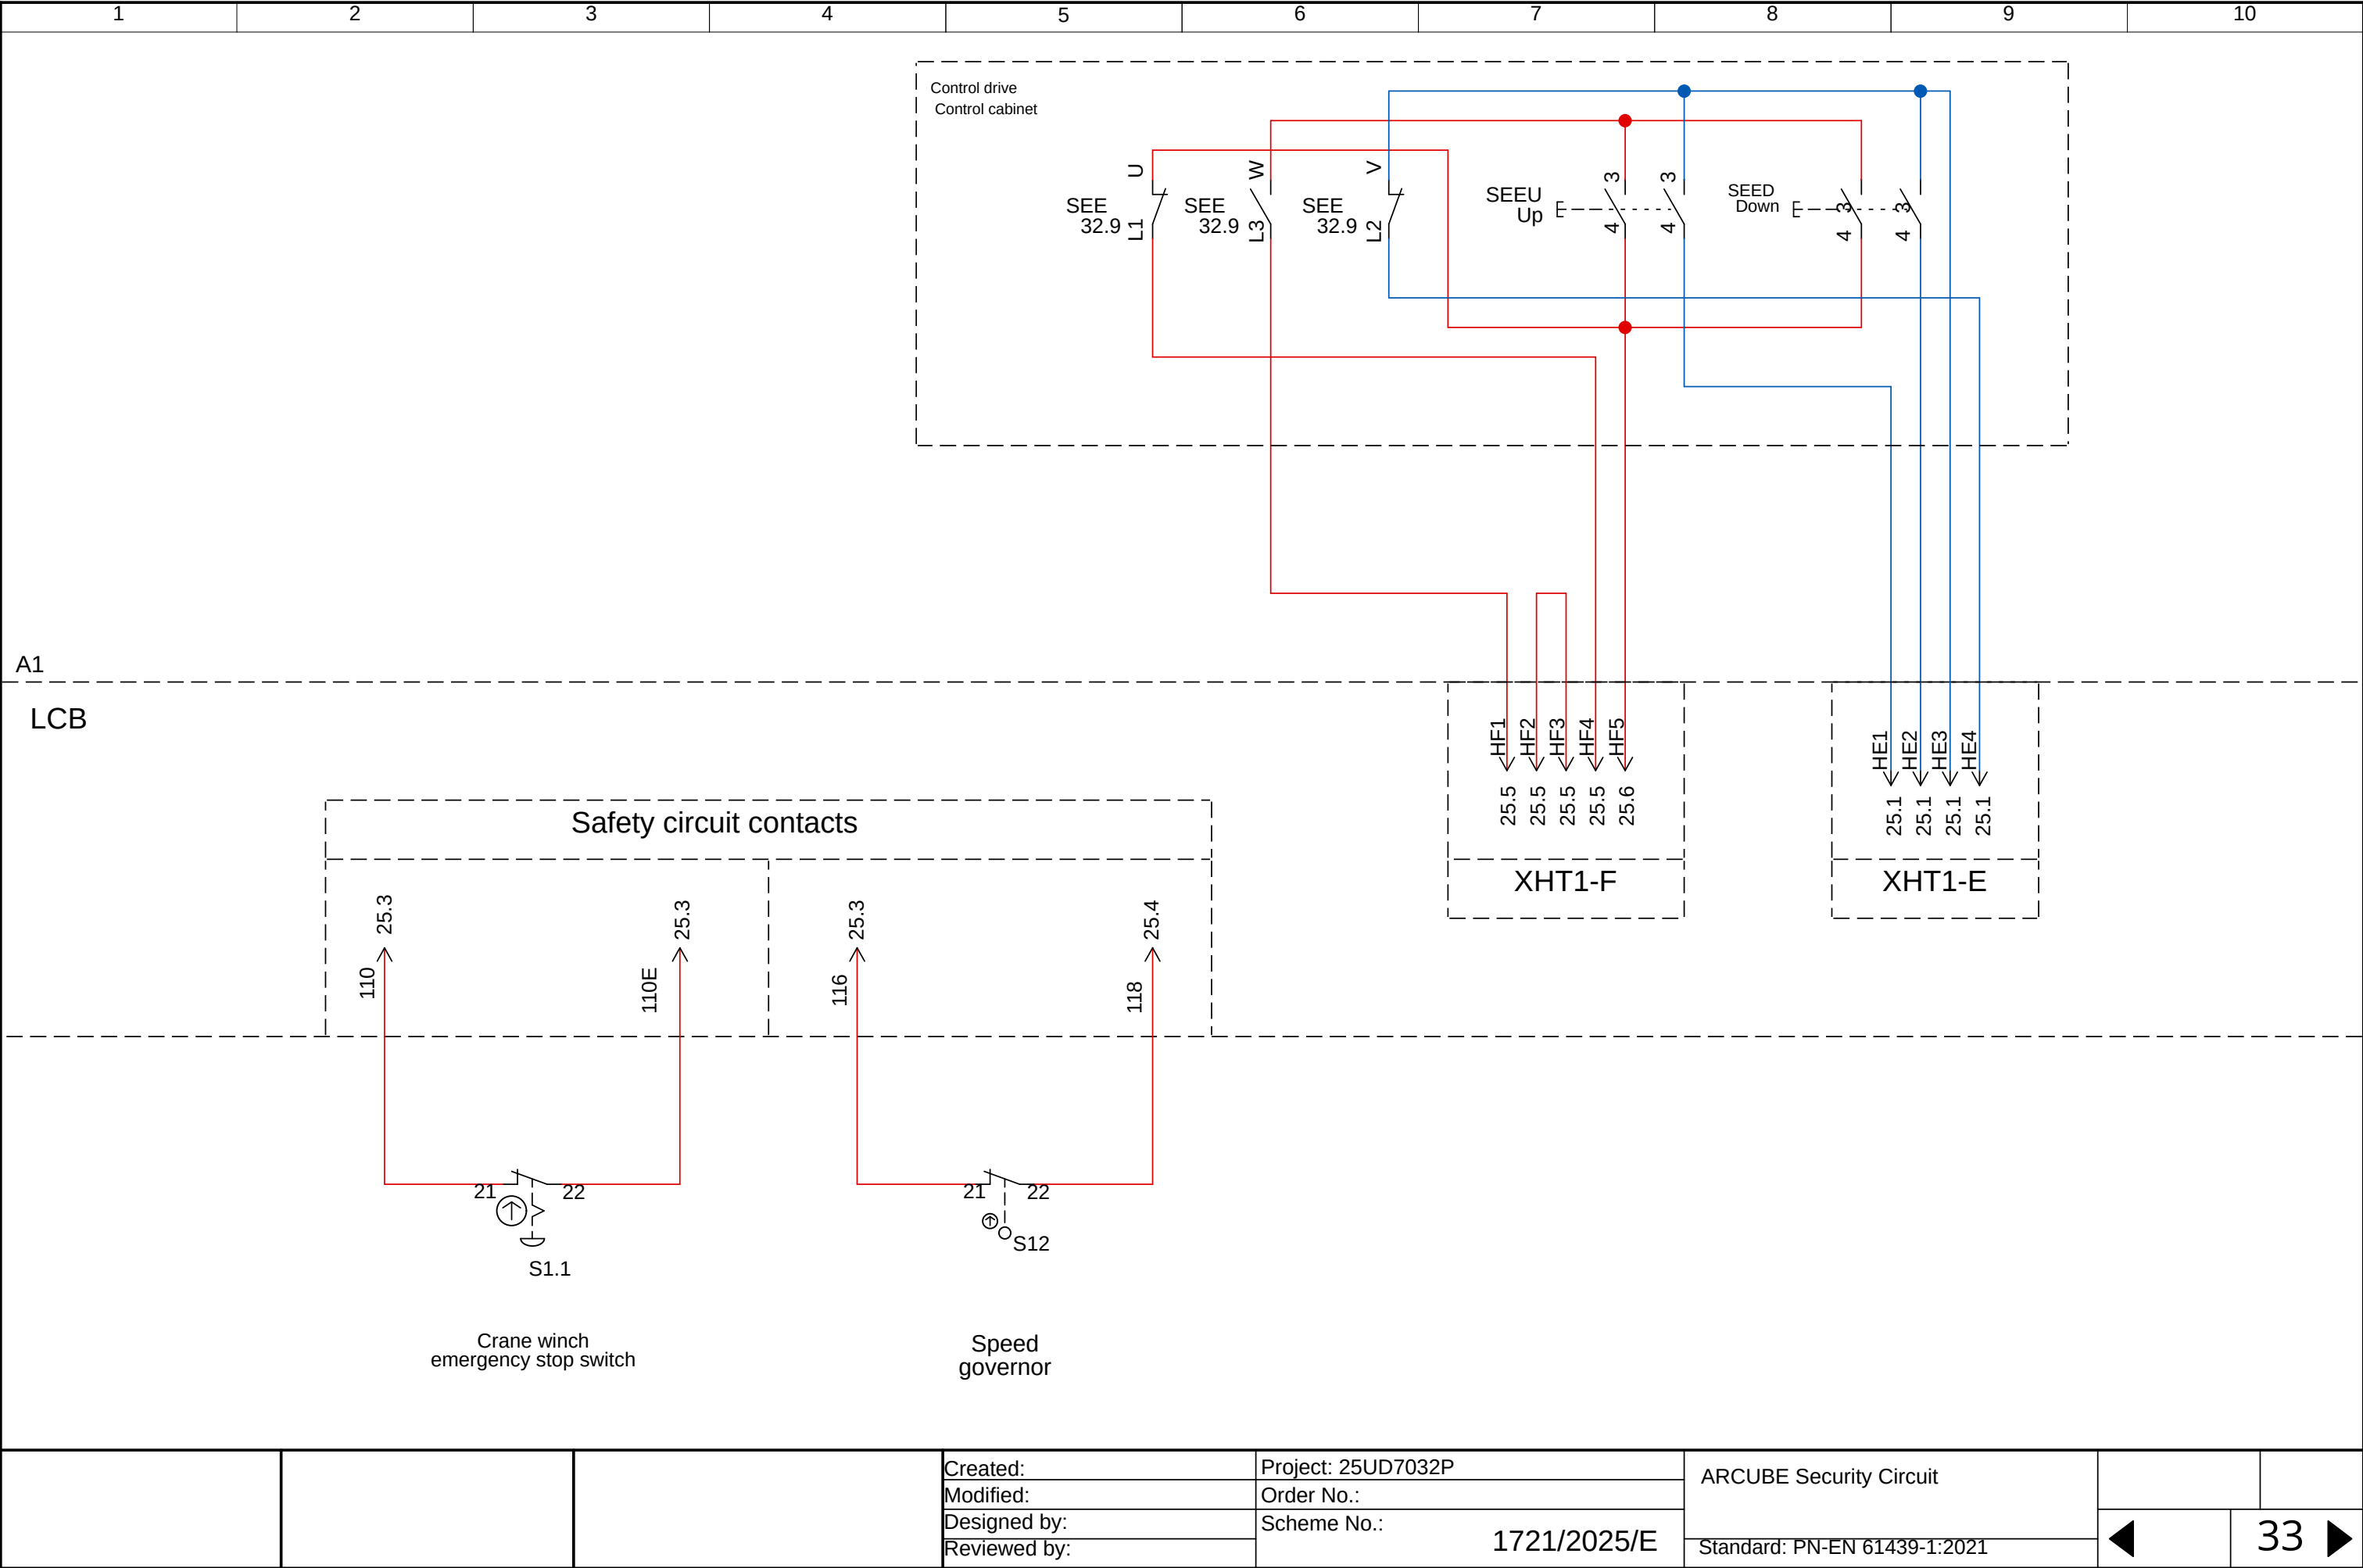 1 2 3 4 5 6 7 8 9 10
Control drive
Control cabinet
U
W
V
SEE
32.9
L1
SEE
32.9
L3
SEE
32.9
L2
SEEU
Up
3
4
3
4
SEED
Down
3
4
3
4
A1
LCB
HF1
HF2
HF3
HF4
HF5
25.5
25.5
25.5
25.5
25.6
XHT1-F
HE1
HE2
HE3
HE4
25.1
25.1
25.1
25.1
XHT1-E
Safety circuit contacts
25.3
25.3
25.3
25.4
110
110E
116
118
21
22
S1.1
21
22
S12
Crane winch
emergency stop switch
Speed
governor
Created:
Modified:
Designed by:
Reviewed by:
Project: 25UD7032P
Order No.:
Scheme No.:
1721/2025/E
ARCUBE Security Circuit
Standard: PN-EN 61439-1:2021
33